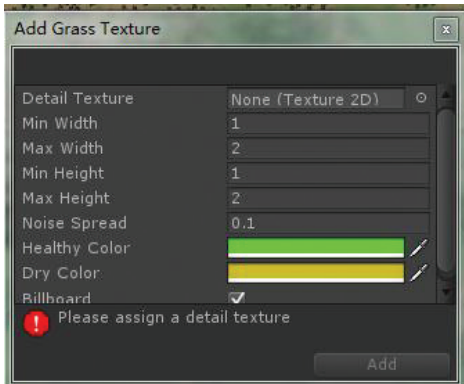 Add Grass Texture
x
Detail Texture None (Texture 2D)
Min Width 1
Max Width 2
Min Height 1
Max Height 2
Noise Spread 0.1
Healthy Color
Dry Color
Billboard
Please assign a detail texture
Add